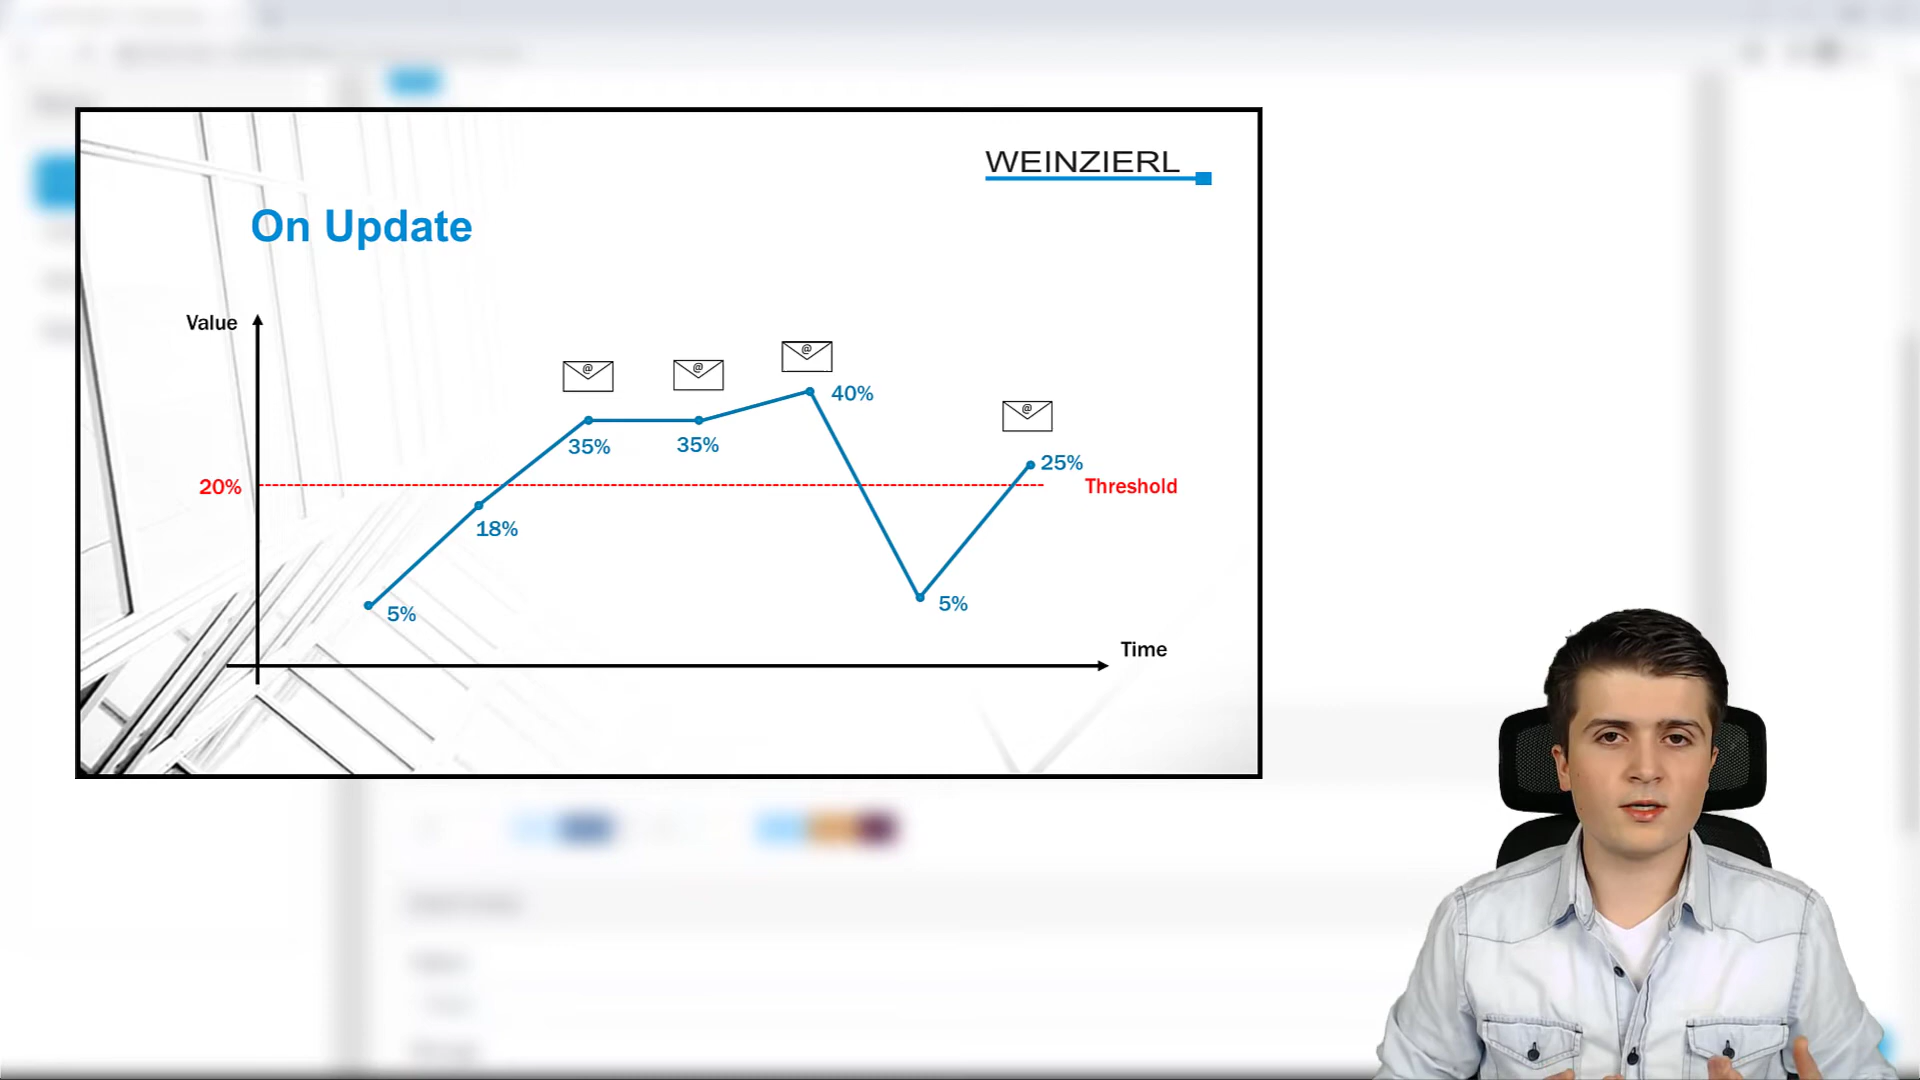 WEINZIERL
On Update
Value
@
@
@
40%
@
35%
35%
25%
20%
Threshold
18%
5%
5%
Time